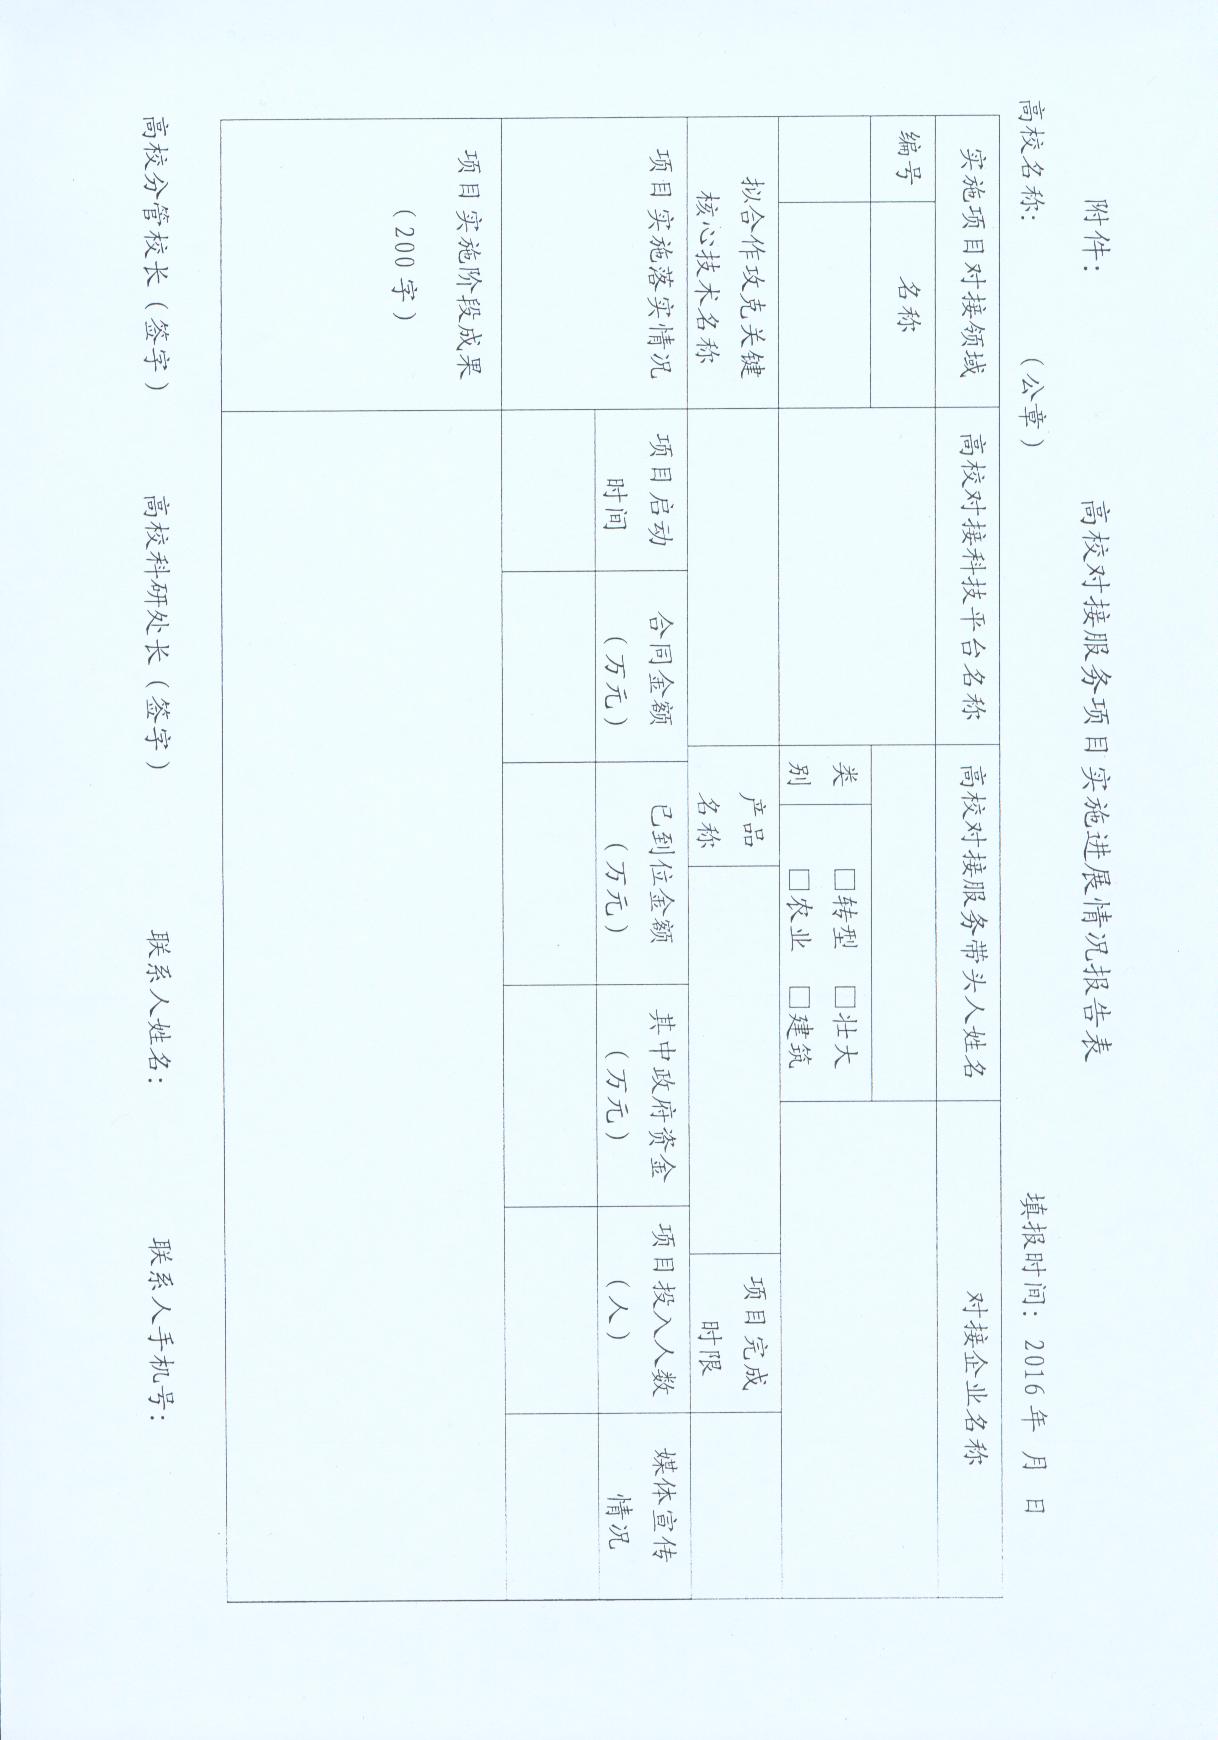 附件：
高校对接服务项目实施进展情况报告表
高校名称：　　　　（公章）　　　　填报时间：2016年 月 日
实施项目对接领域　高校对接科技平台名称　高校对接服务带头人姓名　对接企业名称
编号　名称
类别　□转型 □壮大
□农业 □建筑
拟合作攻克关键　产品　项目完成
核心技术名称　名称　时限
项目实施落实情况　项目启动　合同金额　已到位金额　其中政府资金　项目投入人数　媒体宣传
时间　（万元）　（万元）　（万元）　（人）　情况
项目实施阶段成果
（200字）
高校分管校长（签字）　高校科研处长（签字）　联系人姓名：　联系人手机号：